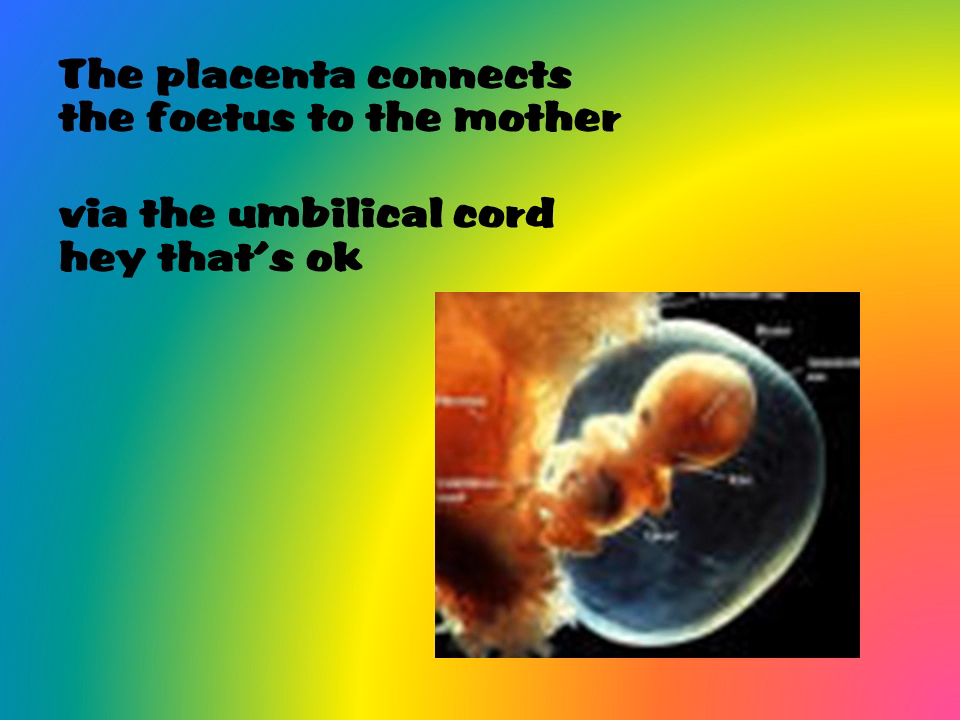 The placenta connects
the foetus to the mother
via the umbilical cord
hey that's ok